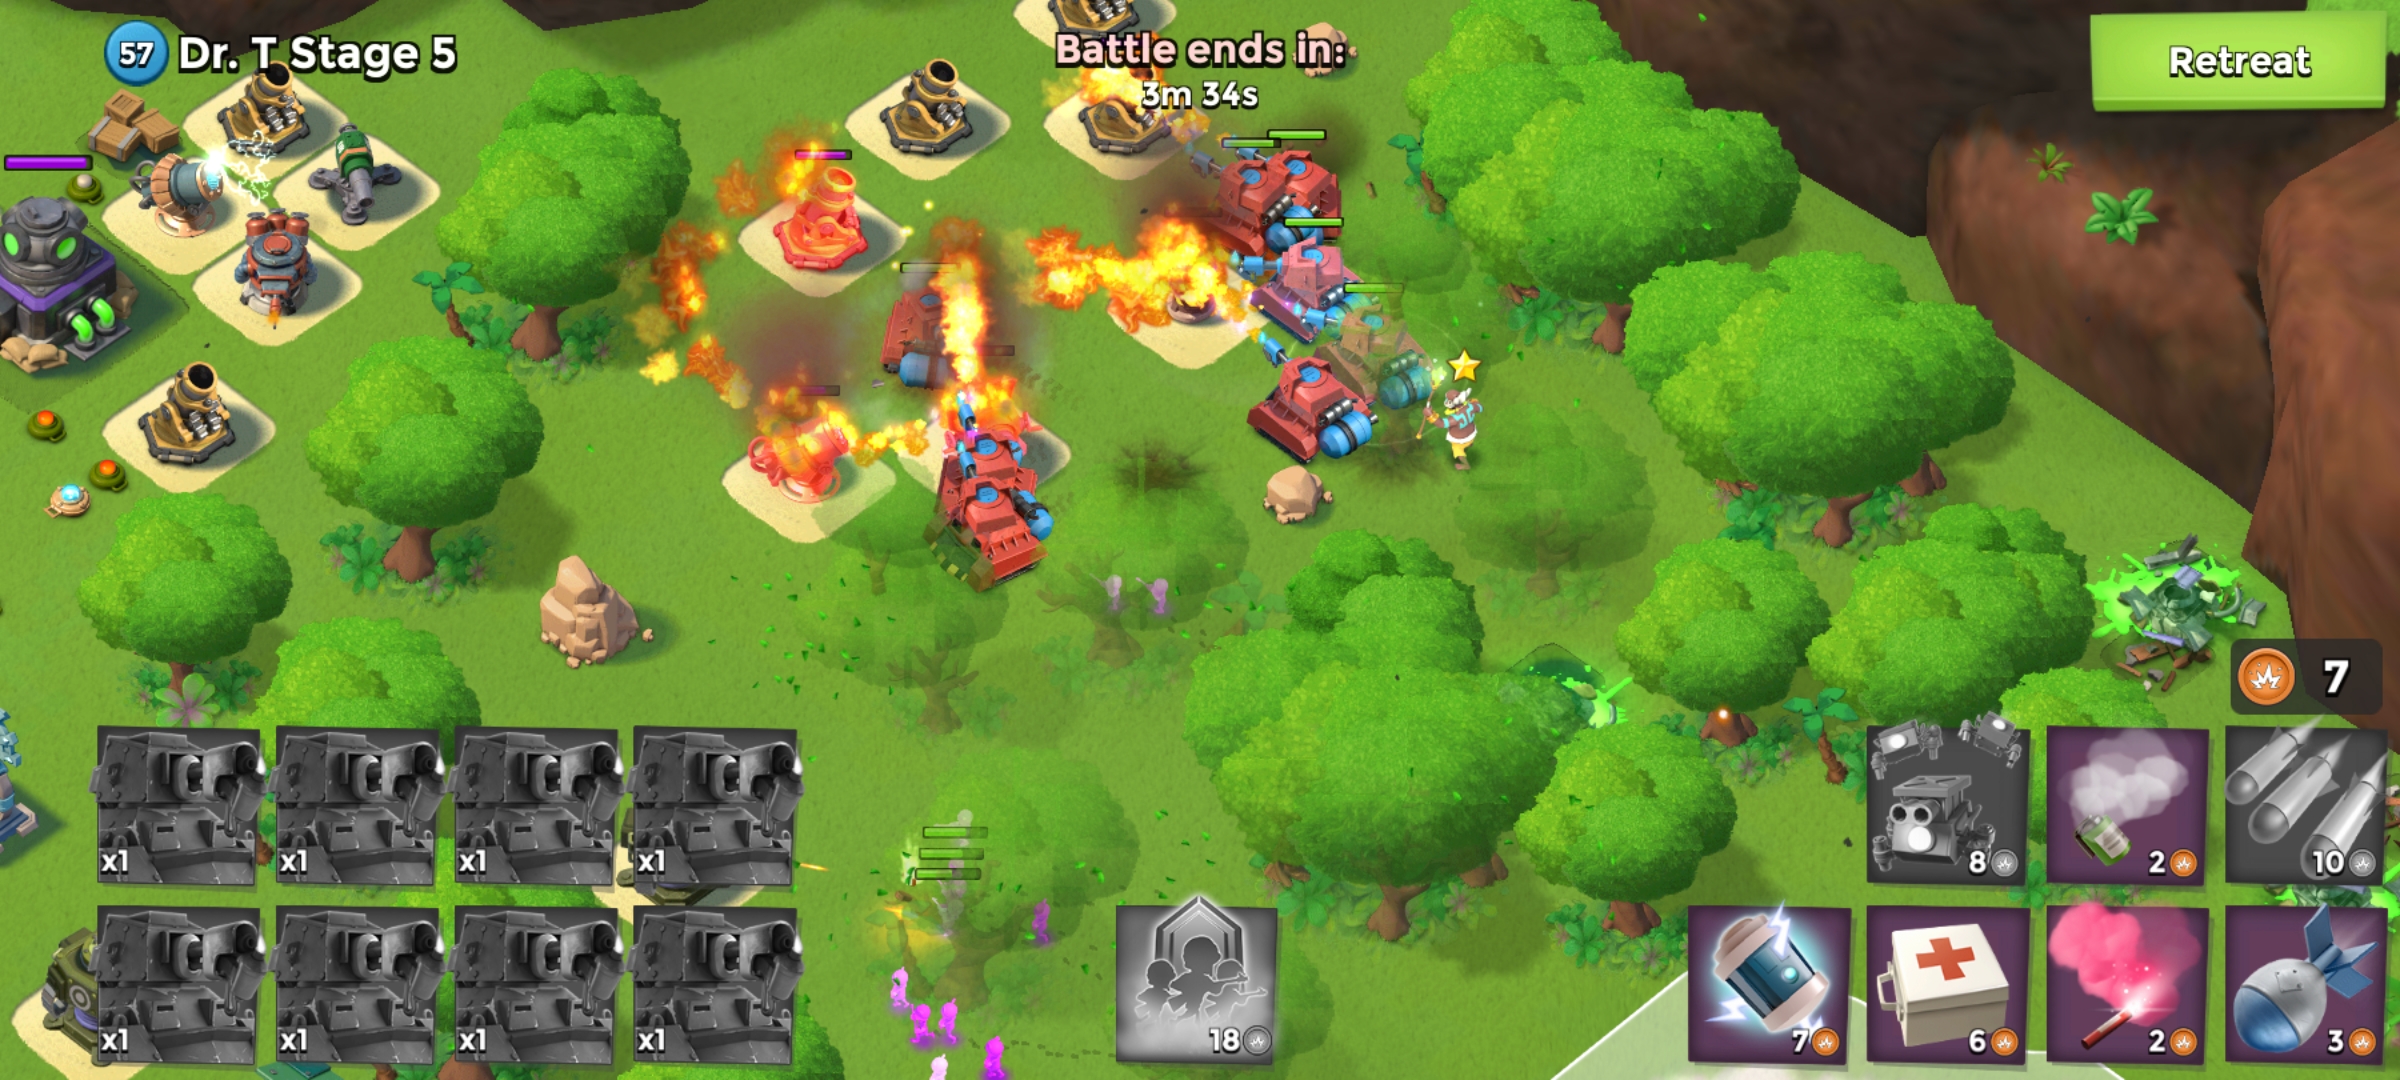 57 Dr. T Stage 5
Battle ends in:
3m 34s
Retreat
7
x1 x1 x1 x1
8 2 10
x1 x1 x1 x1
18
7 6 2 3